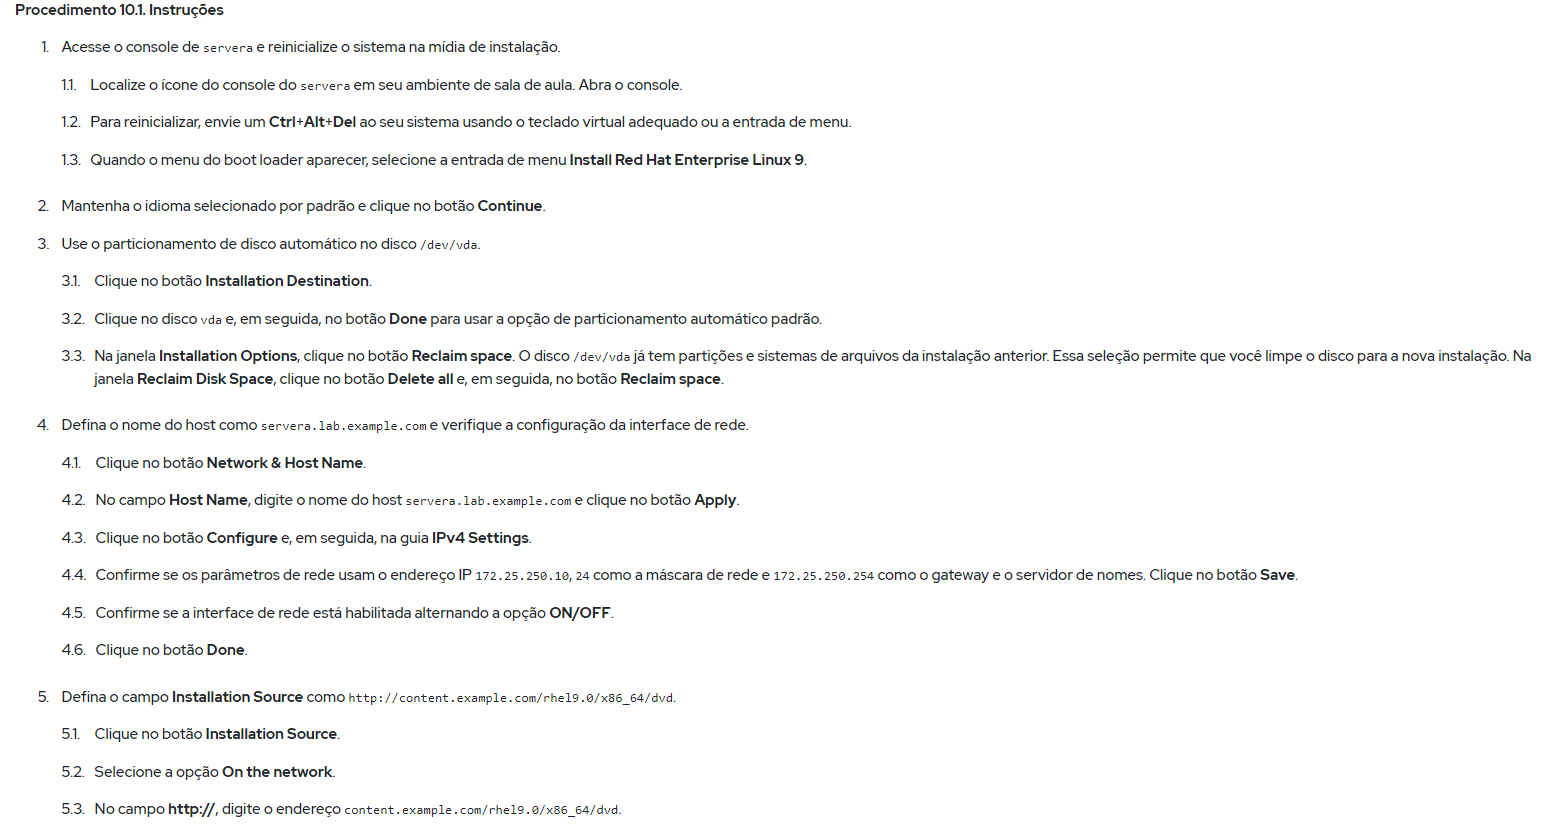 Procedimento 10.1. Instruções
1. Acesse o console de servera e reinicialize o sistema na mídia de instalação.
1.1. Localize o ícone do console do servera em seu ambiente de sala de aula. Abra o console.
1.2. Para reinicializar, envie um Ctrl+Alt+Del ao seu sistema usando o teclado virtual adequado ou a entrada de menu.
1.3. Quando o menu do boot loader aparecer, selecione a entrada de menu Install Red Hat Enterprise Linux 9.
2. Mantenha o idioma selecionado por padrão e clique no botão Continue.
3. Use o particionamento de disco automático no disco /dev/vda.
3.1. Clique no botão Installation Destination.
3.2. Clique no disco vda e, em seguida, no botão Done para usar a opção de particionamento automático padrão.
3.3. Na janela Installation Options, clique no botão Reclaim space. O disco /dev/vda já tem partições e sistemas de arquivos da instalação anterior. Essa seleção permite que você limpe o disco para a nova instalação. Na
janela Reclaim Disk Space, clique no botão Delete all e, em seguida, no botão Reclaim space.
4. Defina o nome do host como servera.lab.example.com e verifique a configuração da interface de rede.
4.1. Clique no botão Network & Host Name.
4.2. No campo Host Name, digite o nome do host servera.lab.example.com e clique no botão Apply.
4.3. Clique no botão Configure e, em seguida, na guia IPv4 Settings.
4.4. Confirme se os parâmetros de rede usam o endereço IP 172.25.250.10, 24 como a máscara de rede e 172.25.250.254 como o gateway e o servidor de nomes. Clique no botão Save.
4.5. Confirme se a interface de rede está habilitada alternando a opção ON/OFF.
4.6. Clique no botão Done.
5. Defina o campo Installation Source como http://content.example.com/rhel9.0/x86_64/dvd.
5.1. Clique no botão Installation Source.
5.2. Selecione a opção On the network.
5.3. No campo http://, digite o endereço content.example.com/rhel9.0/x86_64/dvd.